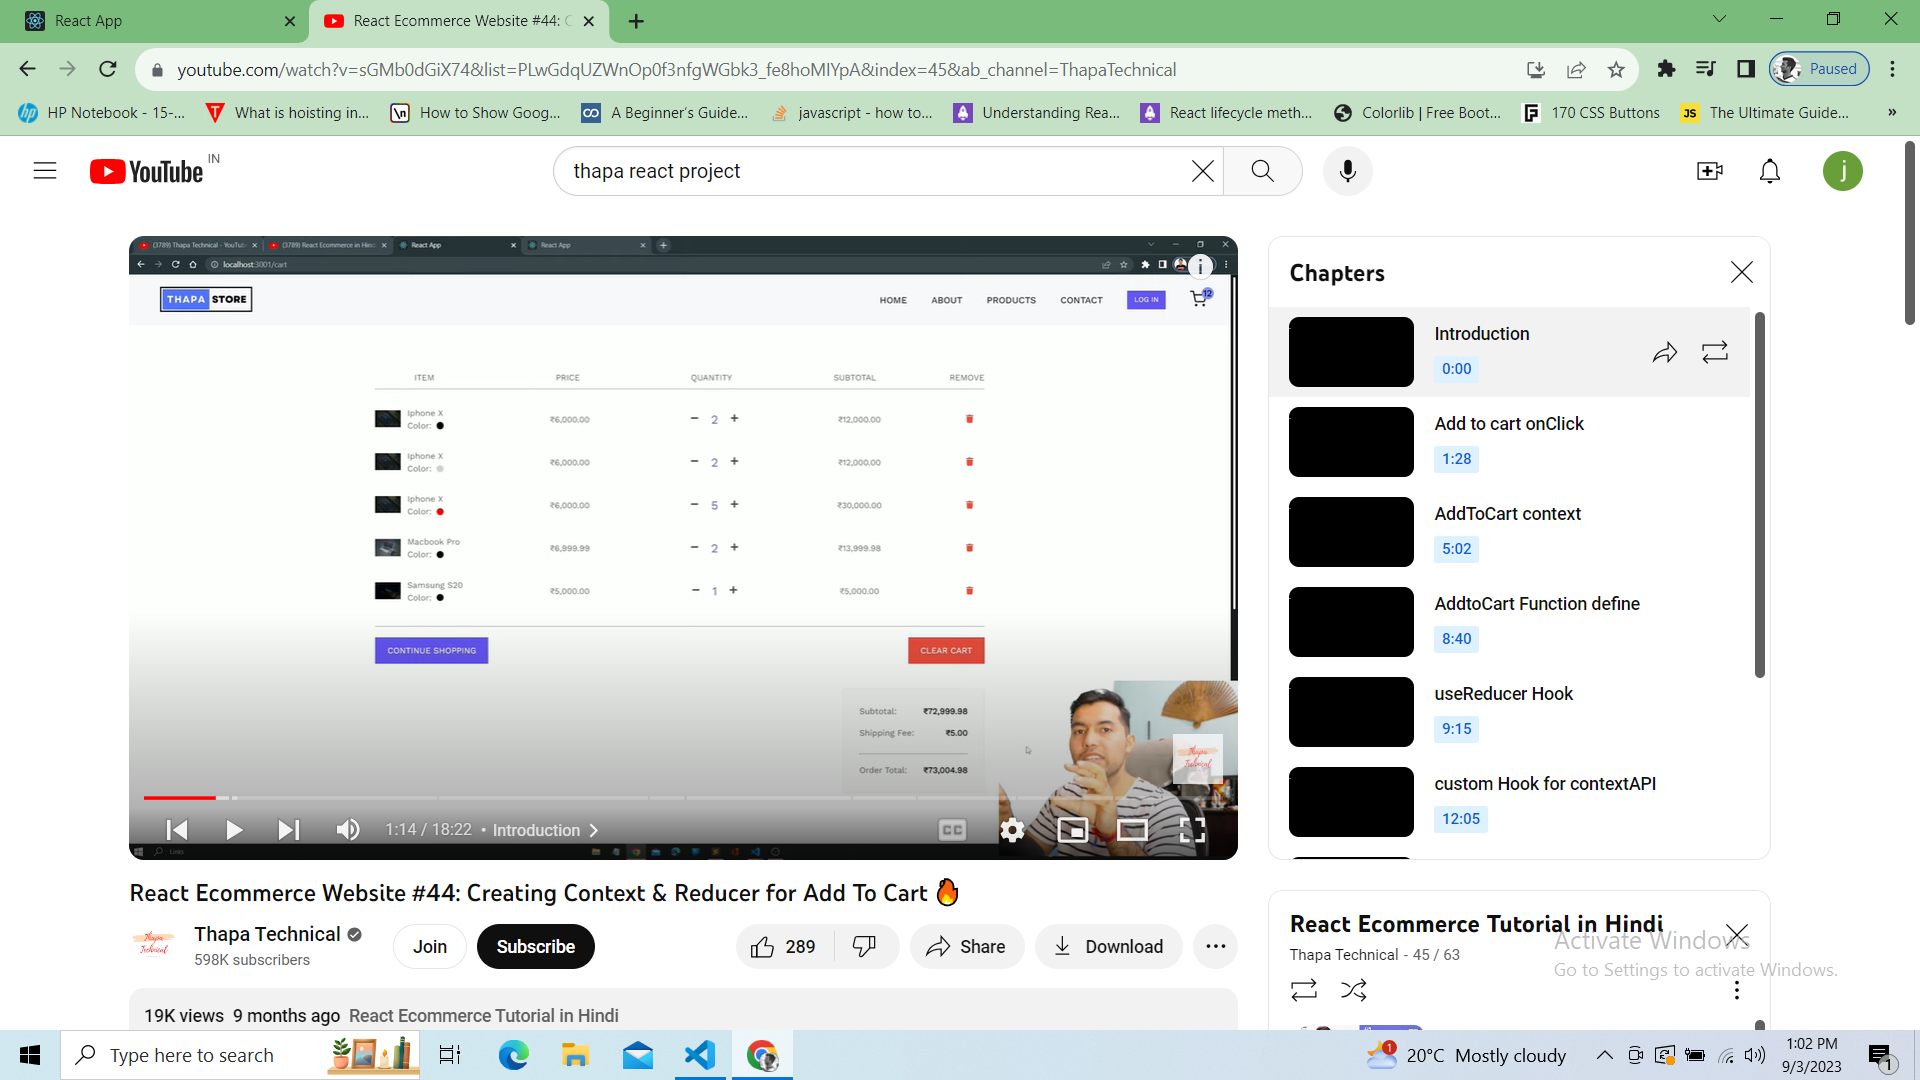 React App
React Ecommerce Website #44: C
youtube.com/watch?v=sGMb0dGiX74&list=PLwGdqUZWnOp0f3nfgWGbk3_fe8hoMIYpA&index=45&ab_channel=ThapaTechnical
Paused
HP Notebook - 15-...
What is hoisting in...
How to Show Goog...
A Beginner's Guide...
javascript - how to...
Understanding Rea...
React lifecycle meth...
Colorlib | Free Boot...
170 CSS Buttons
JS
The Ultimate Guide...
»
YouTube
IN
thapa react project
j
(3789) Thapa Technical - YouTub
(3789) React Ecommerce in Hind
React App
React App
localhost:3001/cart
THAPA STORE
HOME
ABOUT
PRODUCTS
CONTACT
LOG IN
12
ITEM PRICE QUANTITY SUBTOTAL REMOVE
Iphone X
Color:
₹6,000.00 − 2 + ₹12,000.00
Iphone X
Color:
₹6,000.00 − 2 + ₹12,000.00
Iphone X
Color:
₹6,000.00 − 5 + ₹30,000.00
Macbook Pro
Color:
₹6,999.99 − 2 + ₹13,999.98
Samsung S20
Color:
₹5,000.00 − 1 + ₹5,000.00
CONTINUE SHOPPING
CLEAR CART
Subtotal: ₹72,999.98
Shipping Fee: ₹5.00
Order Total: ₹73,004.98
Thapa
Technical
1:14 / 18:22 • Introduction
CC
Links
Chapters
Introduction
0:00
Add to cart onClick
1:28
AddToCart context
5:02
AddtoCart Function define
8:40
useReducer Hook
9:15
custom Hook for contextAPI
12:05
React Ecommerce Website #44: Creating Context & Reducer for Add To Cart 🔥
Thapa
Technical
Thapa Technical
598K subscribers
Join
Subscribe
289
Share
Download
19K views 9 months ago React Ecommerce Tutorial in Hindi
React Ecommerce Tutorial in Hindi
Thapa Technical - 45 / 63
Activate Windows
Go to Settings to activate Windows.
Type here to search
1
20°C Mostly cloudy
1:02 PM
9/3/2023
1